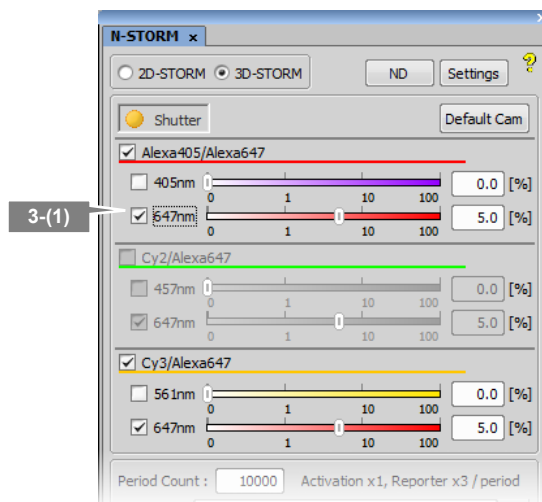 N-STORM x
2D-STORM 3D-STORM ND Settings ?
Shutter Default Cam
Alexa405/Alexa647
405nm 0.0 [%]
0 1 10 100
3-(1) 647nm 5.0 [%]
0 1 10 100
Cy2/Alexa647
457nm 0.0 [%]
0 1 10 100
647nm 5.0 [%]
0 1 10 100
Cy3/Alexa647
561nm 0.0 [%]
0 1 10 100
647nm 5.0 [%]
0 1 10 100
Period Count : 10000 Activation x1, Reporter x3 / period